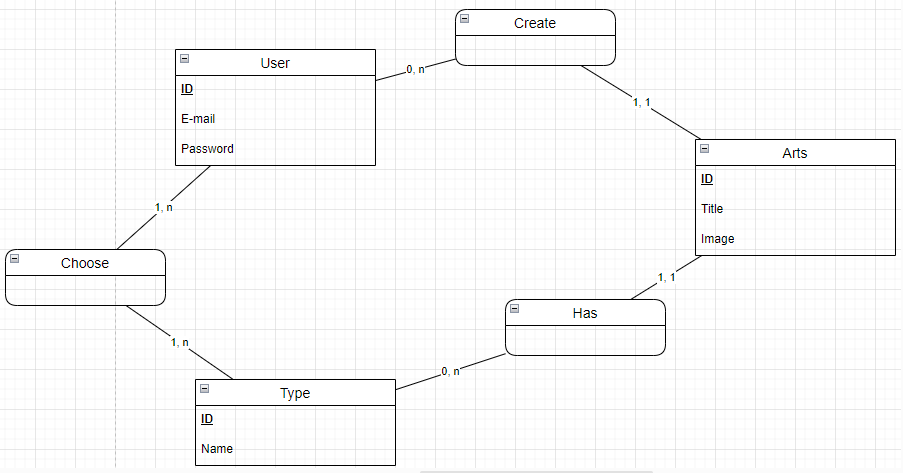 Create
User
ID
E-mail
Password
0, n
1, 1
Arts
ID
Title
Image
1, n
Choose
1, 1
Has
1, n
0, n
Type
ID
Name